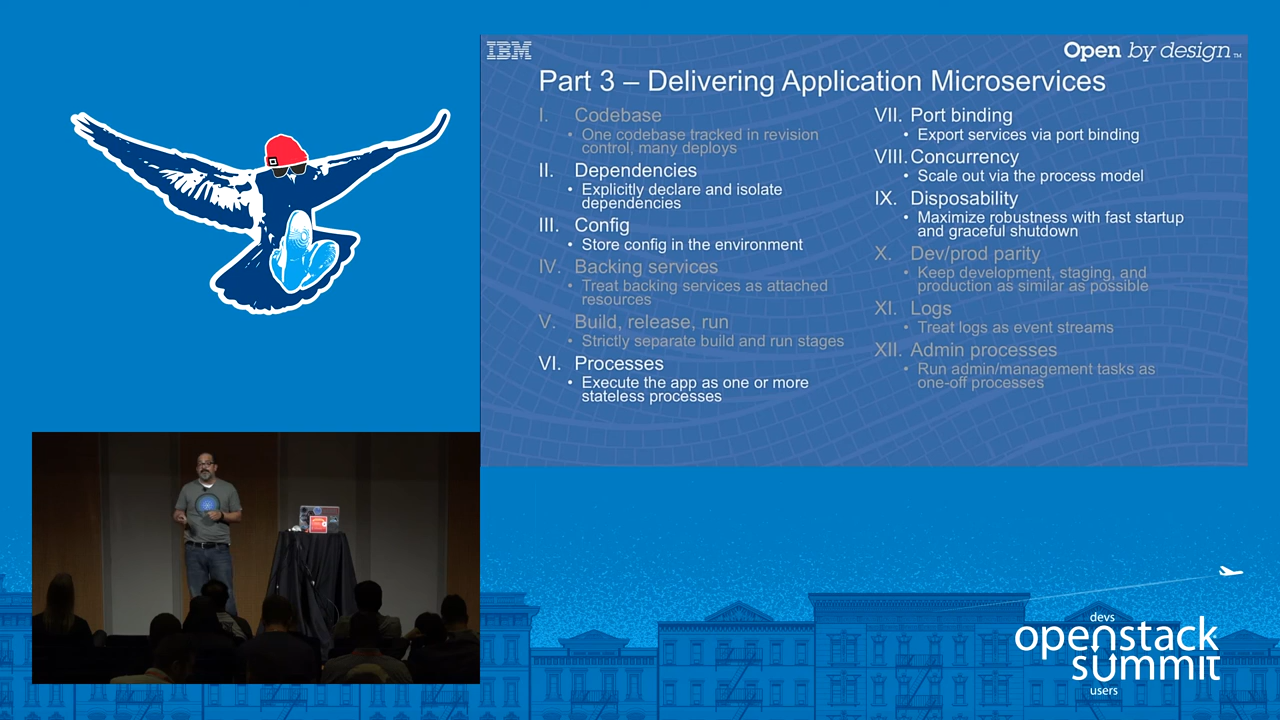 IBM
Open by design™
Part 3 – Delivering Application Microservices
I. Codebase
• One codebase tracked in revision
control, many deploys
II. Dependencies
• Explicitly declare and isolate
dependencies
III. Config
• Store config in the environment
IV. Backing services
• Treat backing services as attached
resources
V. Build, release, run
• Strictly separate build and run stages
VI. Processes
• Execute the app as one or more
stateless processes
VII. Port binding
• Export services via port binding
VIII. Concurrency
• Scale out via the process model
IX. Disposability
• Maximize robustness with fast startup
and graceful shutdown
X. Dev/prod parity
• Keep development, staging, and
production as similar as possible
XI. Logs
• Treat logs as event streams
XII. Admin processes
• Run admin/management tasks as
one-off processes
devs
openstack
summit
users